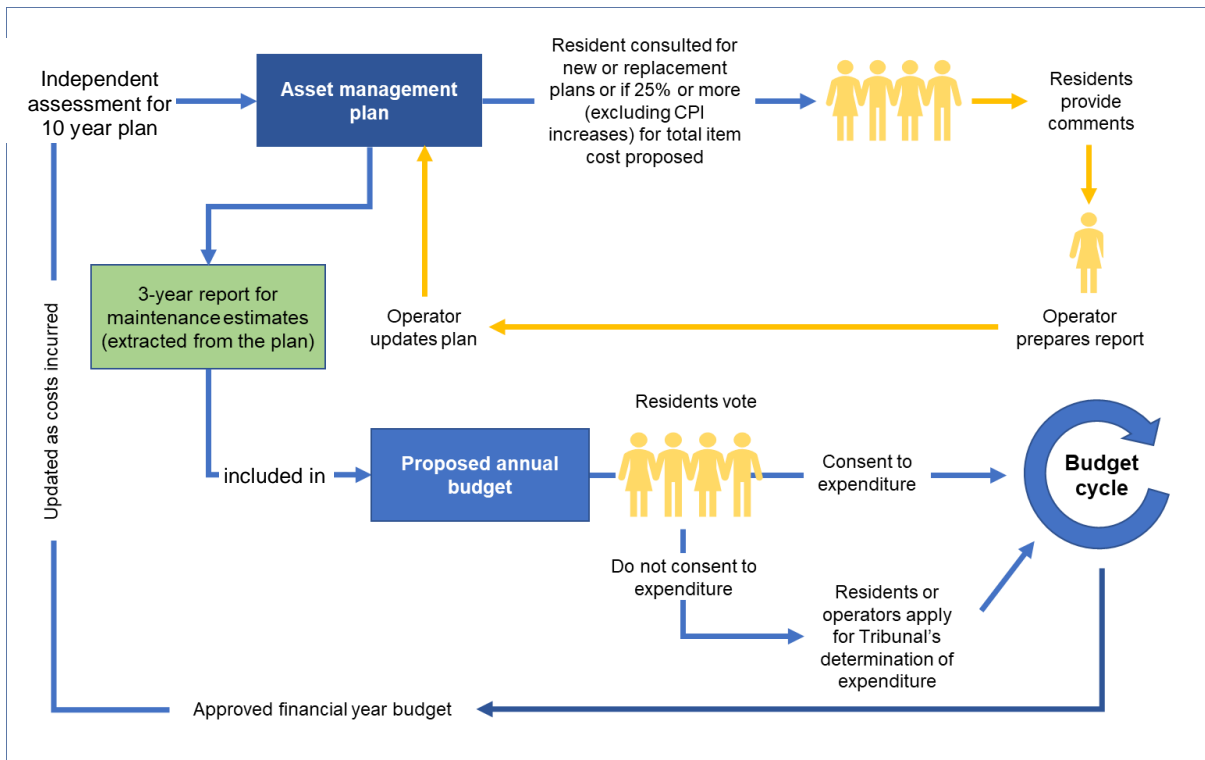 Independent
assessment for
10 year plan
Asset management
plan
Resident consulted for
new or replacement
plans or if 25% or more
(excluding CPI
increases) for total item
cost proposed
Residents
provide
comments
3-year report for
maintenance estimates
(extracted from the plan)
Operator
updates plan
Operator
prepares report
Updated as costs incurred
included in
Proposed annual
budget
Residents vote
Consent to
expenditure
Budget
cycle
Do not consent to
expenditure
Residents or
operators apply
for Tribunal's
determination of
expenditure
Approved financial year budget